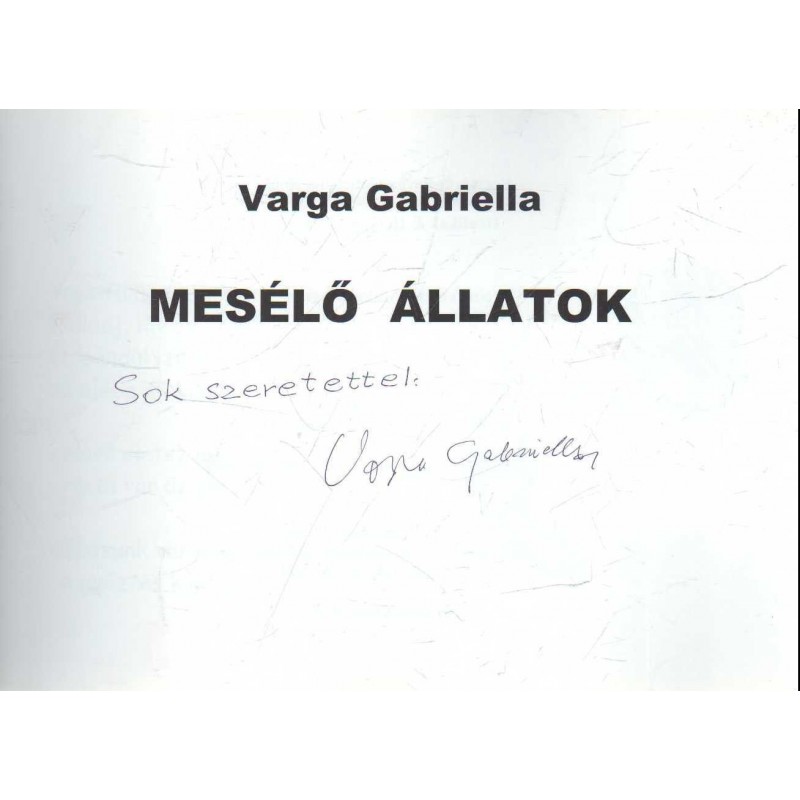 Varga Gabriella
MESÉLŐ ÁLLATOK
Sok szeretettel:
Varga Gabriella